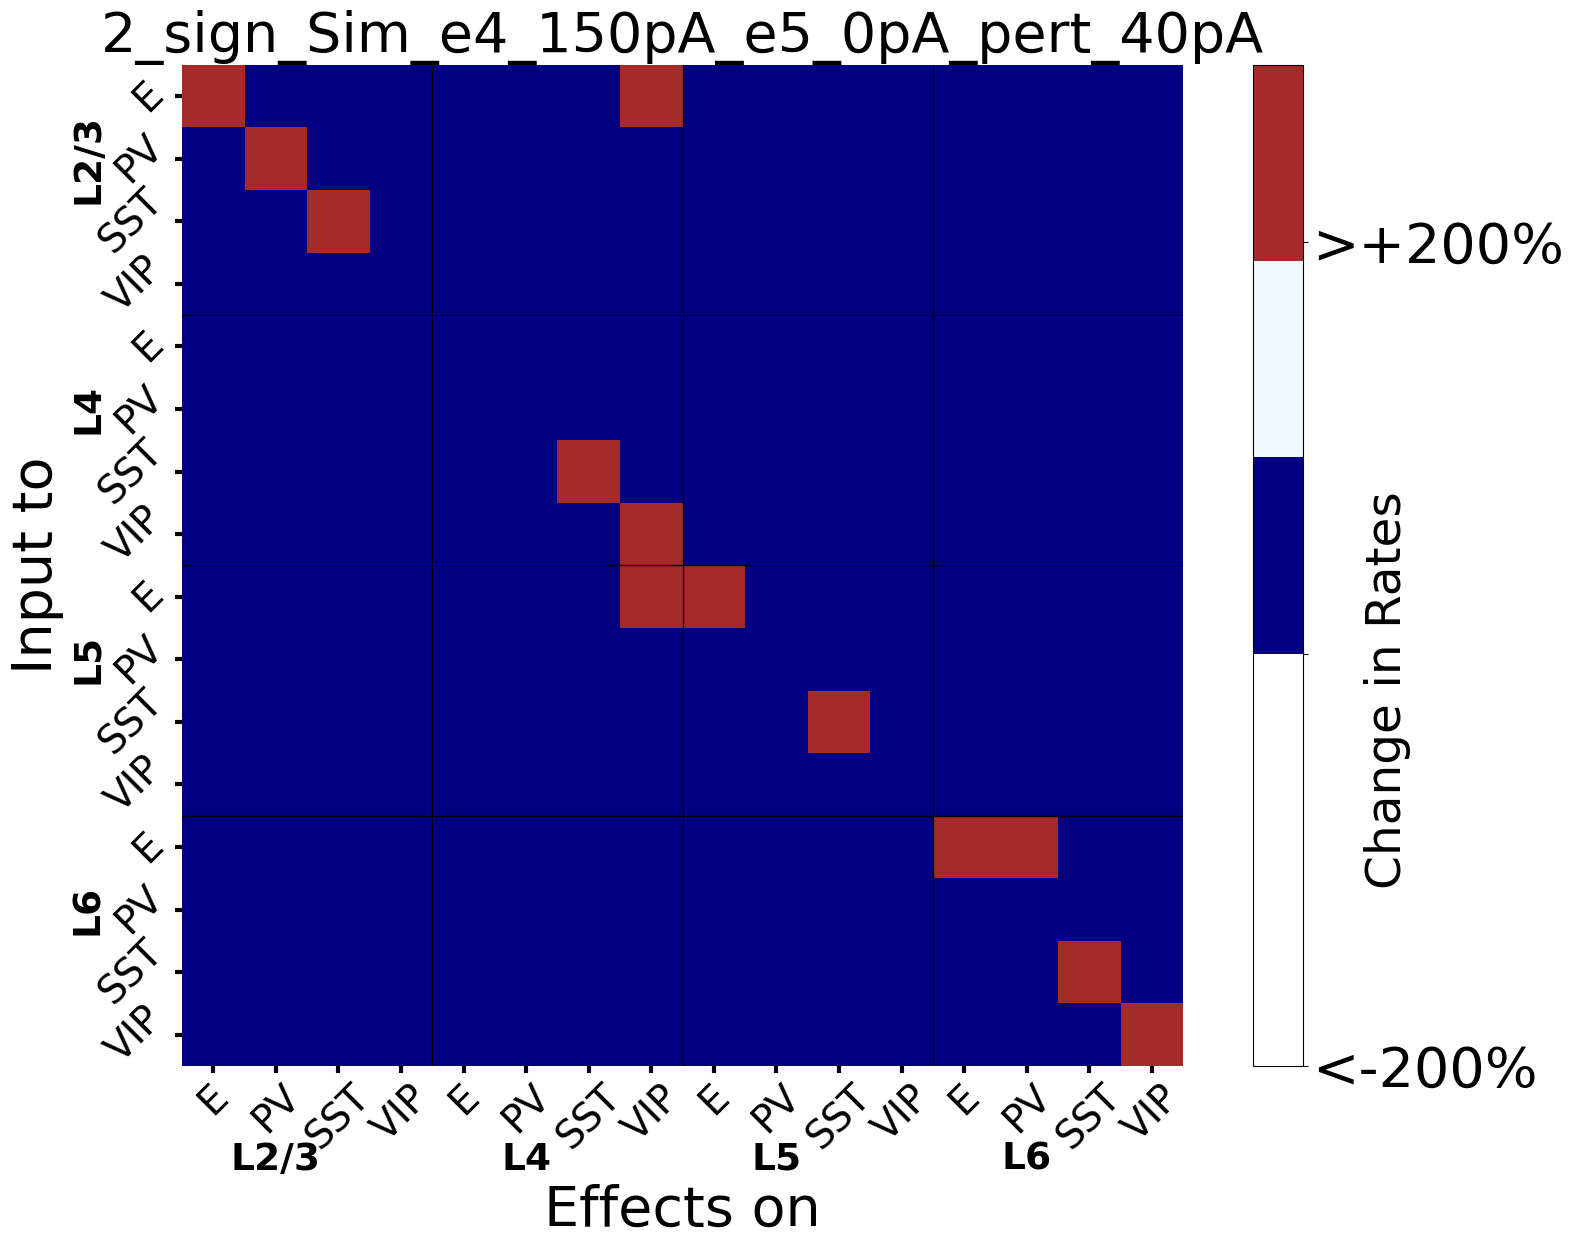 2_sign_Sim_e4_150pA_e5_0pA_pert_40pA
Input to
L2/3
E
PV
SST
VIP
L4
E
PV
SST
VIP
L5
E
PV
SST
VIP
L6
E
PV
SST
VIP
E PV SST VIP E PV SST VIP E PV SST VIP E PV SST VIP
L2/3 L4 L5 L6
Effects on
>+200%
<-200%
Change in Rates